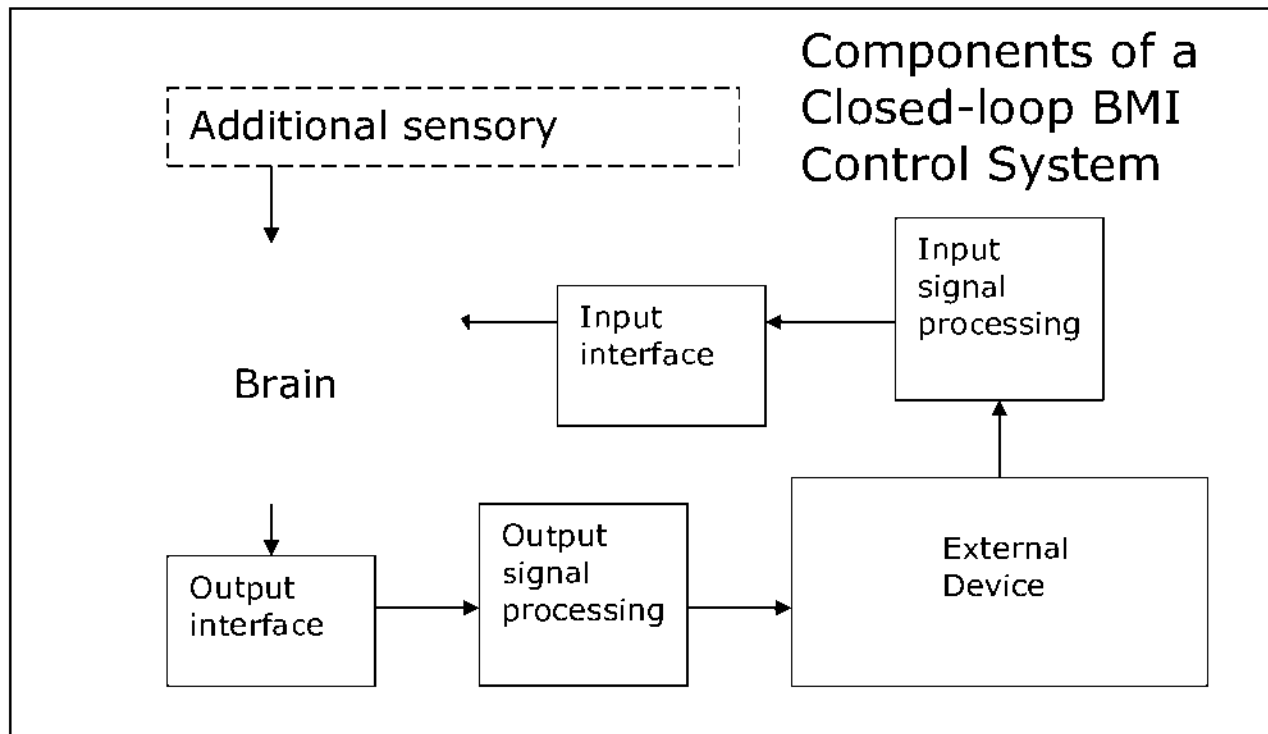 Components of a
Closed-loop BMI
Control System
Additional sensory
Input
signal
processing
Input
interface
Brain
Output
interface
Output
signal
processing
External
Device